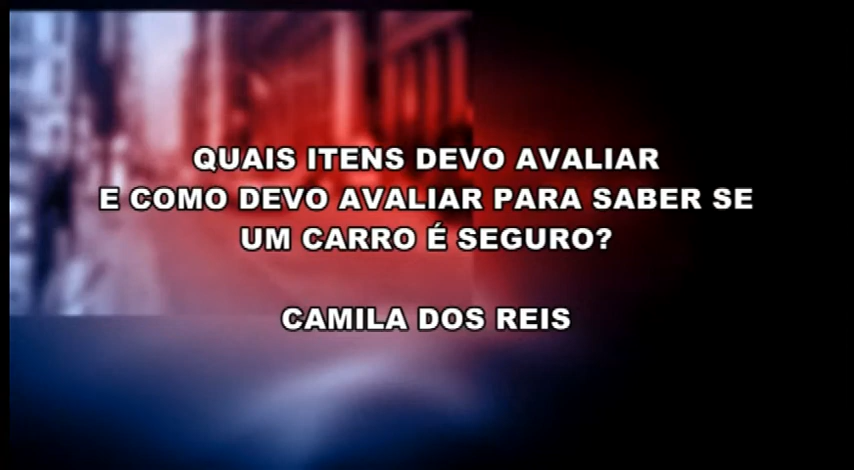 QUAIS ITENS DEVO AVALIAR
E COMO DEVO AVALIAR PARA SABER SE
UM CARRO É SEGURO?
CAMILA DOS REIS